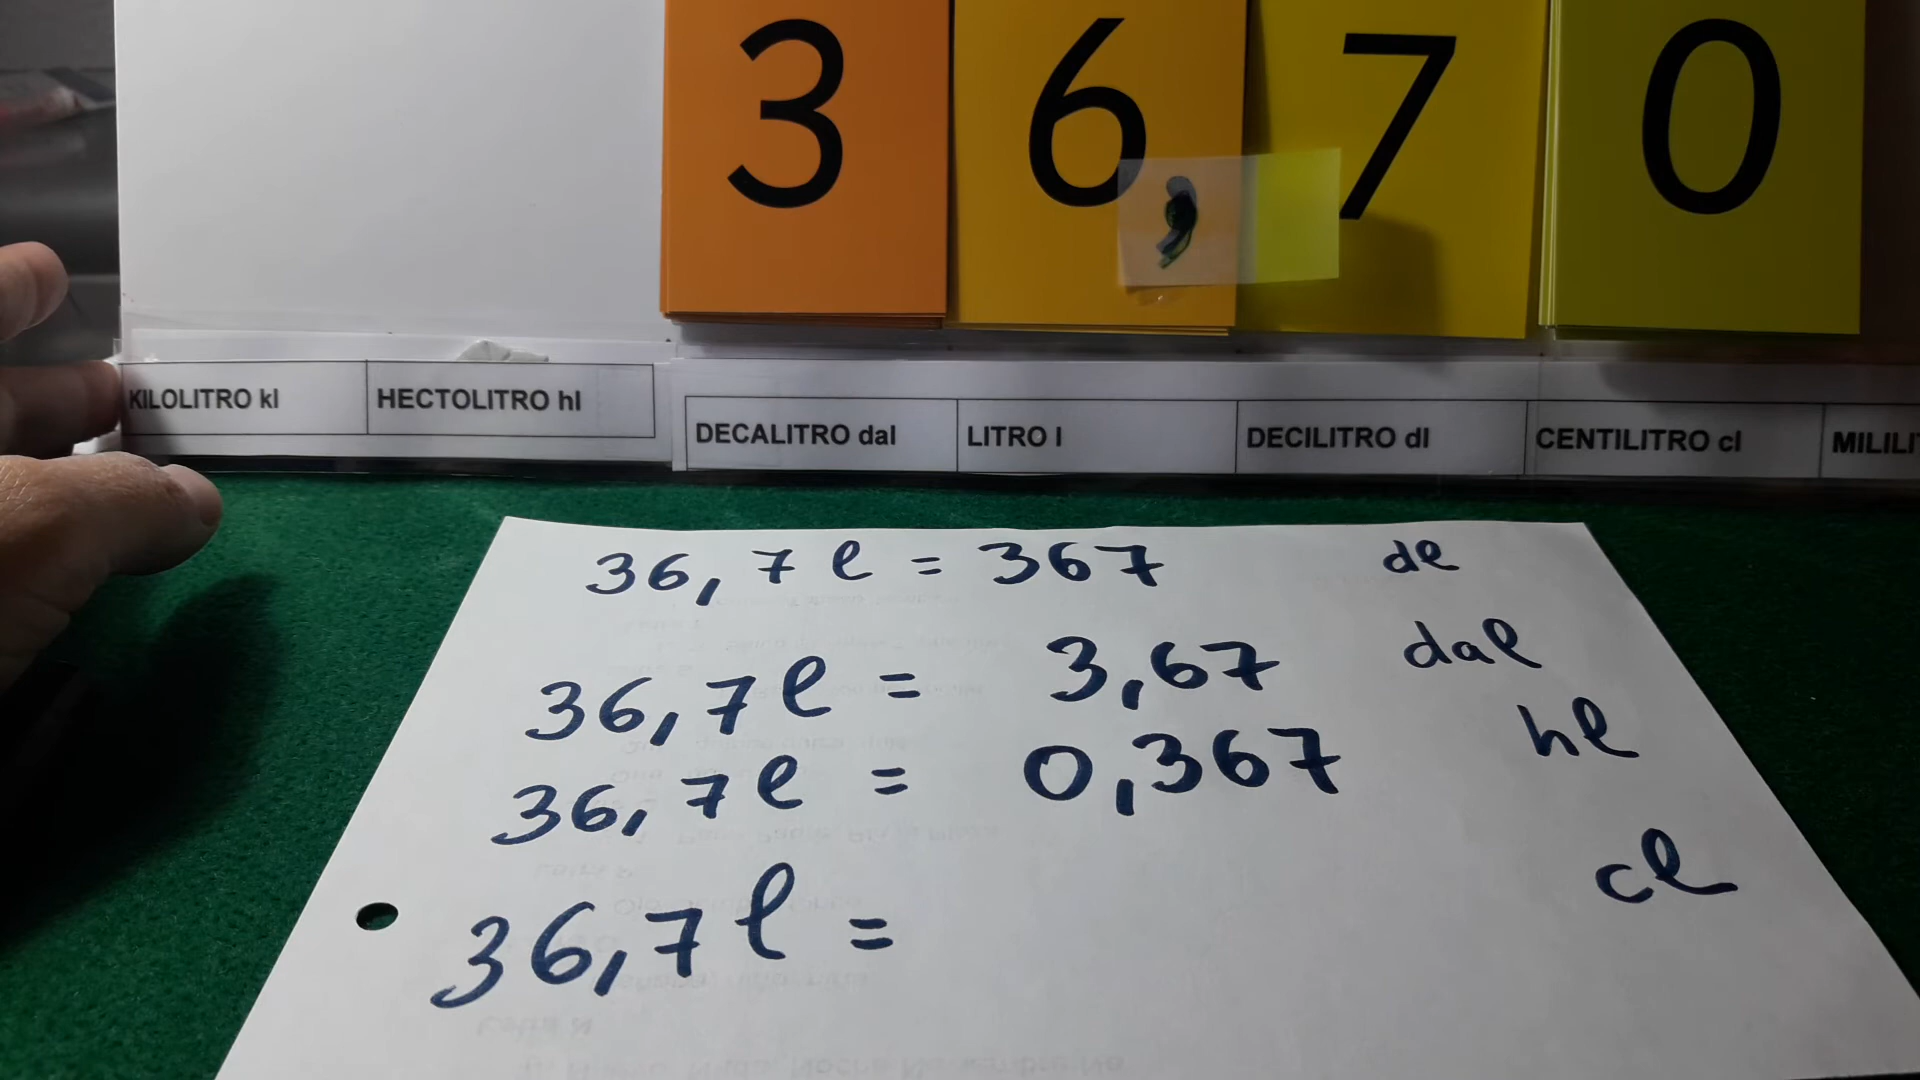 3 6 , 7 0
KILOLITRO kl HECTOLITRO hl DECALITRO dal LITRO l DECILITRO dl CENTILITRO cl
36,7 l = 367 dl
36,7 l = 3,67 dal
36,7 l = 0,367 hl
36,7 l = cl